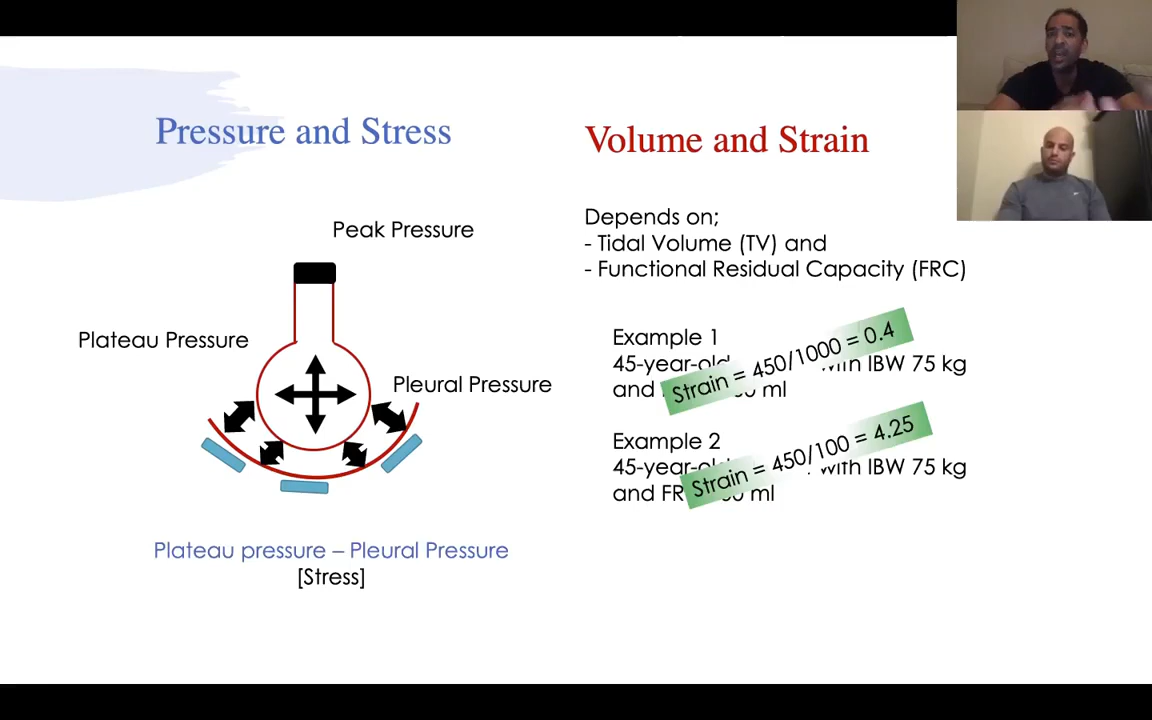 Pressure and Stress
Peak Pressure
Plateau Pressure
Pleural Pressure
Plateau pressure – Pleural Pressure
[Stress]
Volume and Strain
Depends on;
- Tidal Volume (TV) and
- Functional Residual Capacity (FRC)
Example 1
45-year-old with IBW 75 kg
and ml
Strain = 450/1000 = 0.4
Example 2
45-year-old with IBW 75 kg
and ml
Strain = 450/100 = 4.25